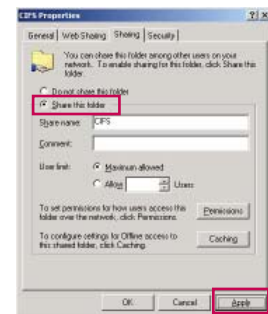 CIFS Properties
General Web Sharing Sharing Security
You can share this folder among other users on your
network. To enable sharing for this folder, click Share this
folder.
Do not share this folder
Share this folder
Share name: CIFS
Comment:
User limit: Maximum allowed
Allow Users
To set permissions for how users access this
folder over the network, click Permissions.
Permissions
To configure settings for Offline access to
this shared folder, click Caching.
Caching
OK Cancel Apply